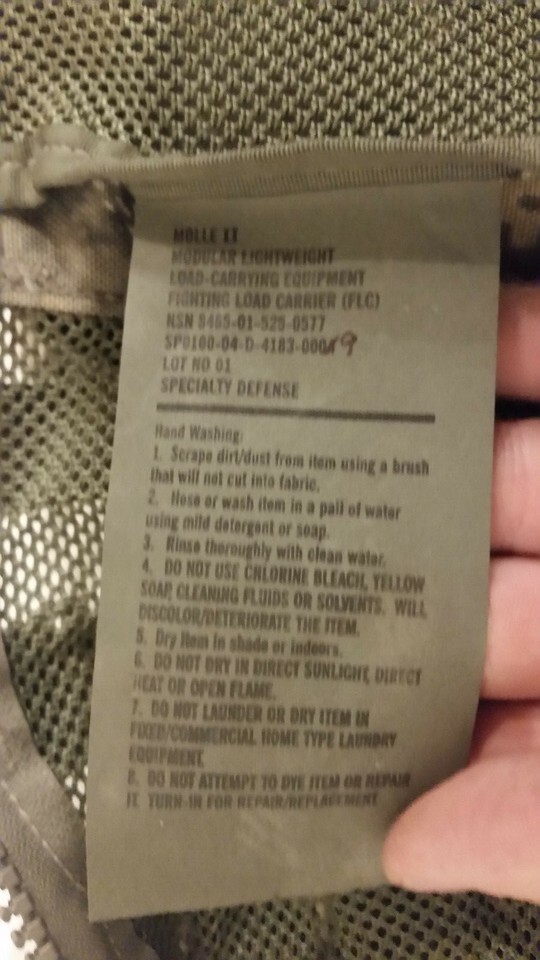 MOLLE II
MODULAR LIGHTWEIGHT
LOAD-CARRYING EQUIPMENT
FIGHTING LOAD CARRIER (FLC)
NSN 8465-01-525-0577
SP0100-04-D-4183-0009
LOT NO 01
SPECIALTY DEFENSE
Hand Washing:
1. Scrape dirt/dust from item using a brush
that will not cut into fabric.
2. Hose or wash item in a pail of water
using mild detergent or soap.
3. Rinse thoroughly with clean water.
4. DO NOT USE CHLORINE BLEACH, YELLOW
SOAP, CLEANING FLUIDS OR SOLVENTS. WILL
DISCOLOR/DETERIORATE THE ITEM.
5. Dry item in shade or indoors.
6. DO NOT DRY IN DIRECT SUNLIGHT, DIRECT
HEAT OR OPEN FLAME.
7. DO NOT LAUNDER OR DRY ITEM IN
FIXED/COMMERCIAL HOME TYPE LAUNDRY
EQUIPMENT.
8. DO NOT ATTEMPT TO DYE ITEM OR REPAIR
IT. TURN-IN FOR REPAIR/REPLACEMENT